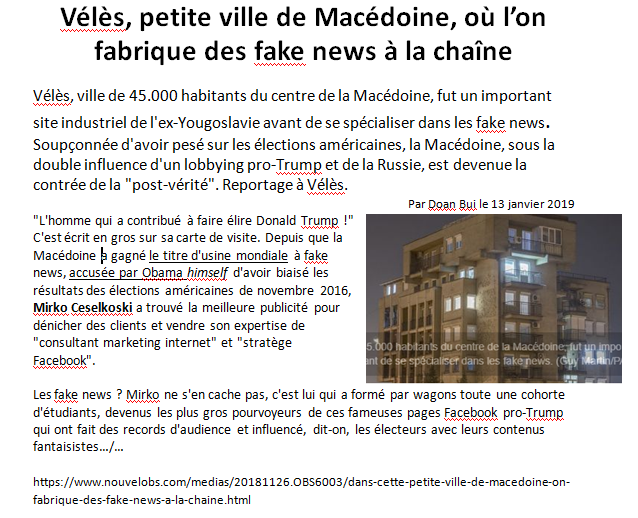 Vélès, petite ville de Macédoine, où l’on
fabrique des fake news à la chaîne
Vélès, ville de 45.000 habitants du centre de la Macédoine, fut un important
site industriel de l'ex-Yougoslavie avant de se spécialiser dans les fake news.
Soupçonnée d'avoir pesé sur les élections américaines, la Macédoine, sous la
double influence d'un lobbying pro-Trump et de la Russie, est devenue la
contrée de la "post-vérité". Reportage à Vélès.
Par Doan Bui le 13 janvier 2019
"L'homme qui a contribué à faire élire Donald Trump !"
C'est écrit en gros sur sa carte de visite. Depuis que la
Macédoine a gagné le titre d'usine mondiale à fake
news, accusée par Obama himself d'avoir biaisé les
résultats des élections américaines de novembre 2016,
Mirko Ceselkoski a trouvé la meilleure publicité pour
dénicher des clients et vendre son expertise de
"consultant marketing internet" et "stratège
Facebook".
5.000 habitants du centre de la Macédoine, fut un impo
ant de se spécialiser dans les fake news. (Guy Martin/PA
Les fake news ? Mirko ne s'en cache pas, c'est lui qui a formé par wagons toute une cohorte
d'étudiants, devenus les plus gros pourvoyeurs de ces fameuses pages Facebook pro-Trump
qui ont fait des records d'audience et influencé, dit-on, les électeurs avec leurs contenus
fantaisistes…/…
https://www.nouvelobs.com/medias/20181126.OBS6003/dans-cette-petite-ville-de-macedoine-on-
fabrique-des-fake-news-a-la-chaine.html